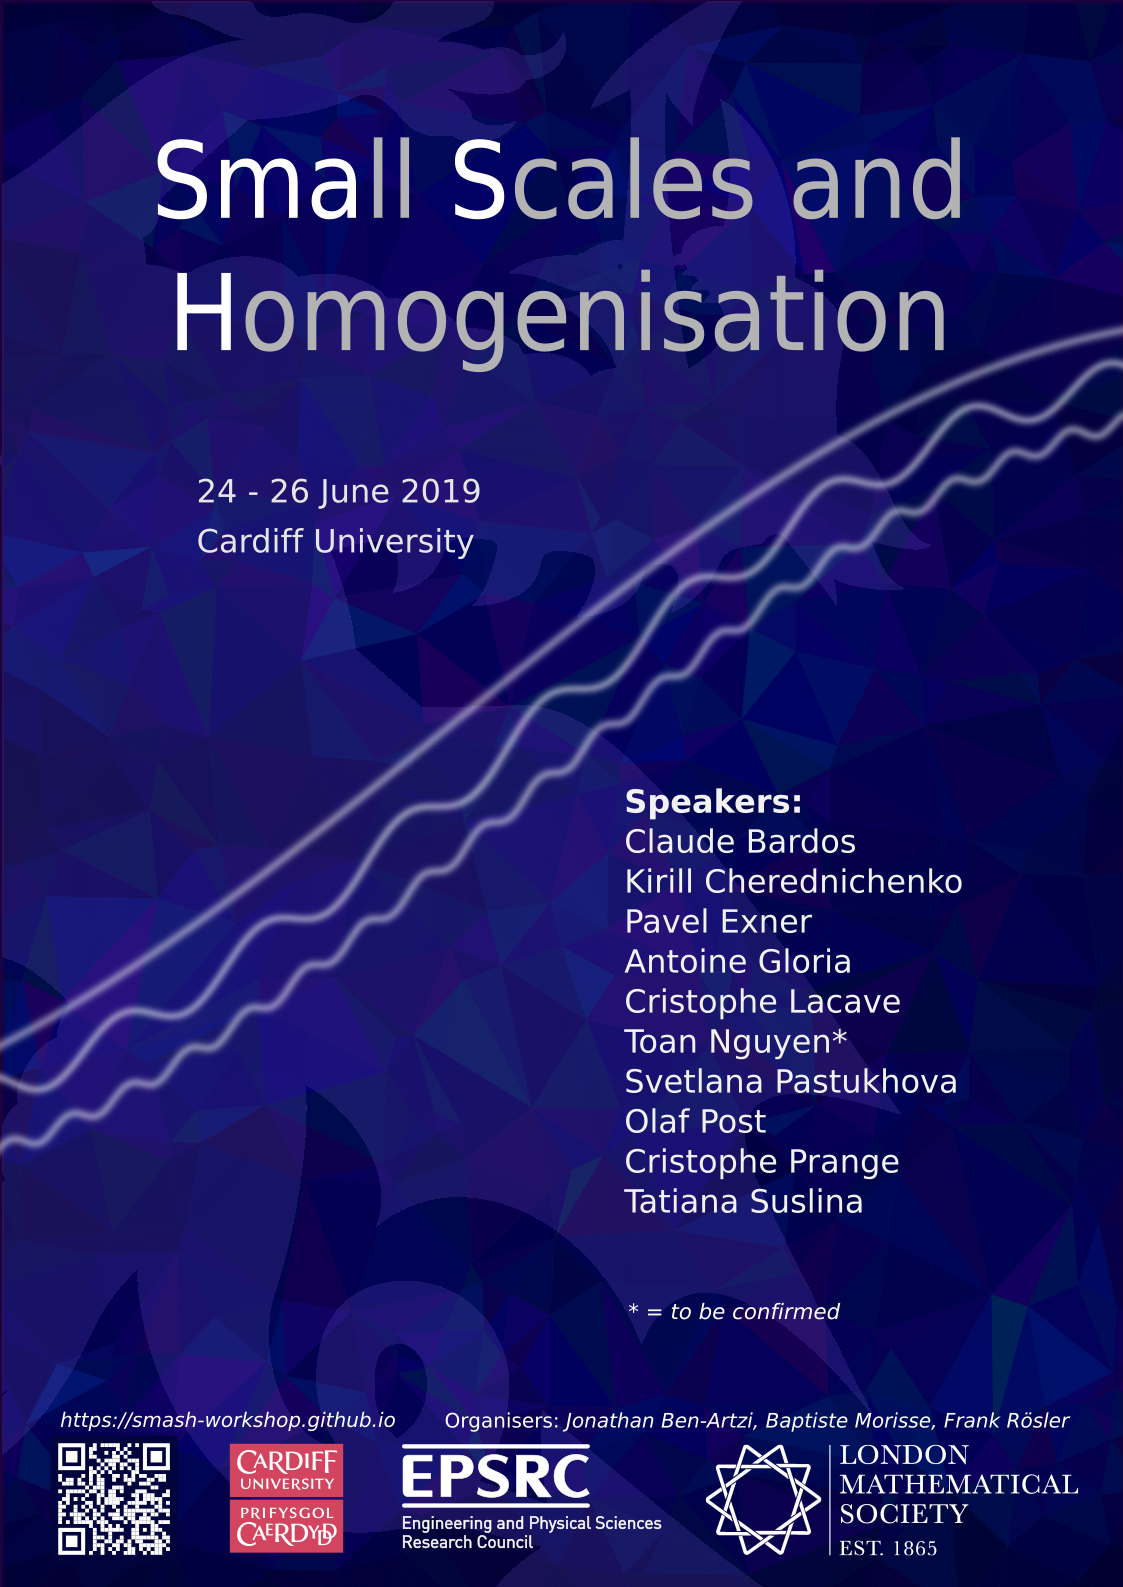 Small Scales and
Homogenisation
24 - 26 June 2019
Cardiff University
Speakers:
Claude Bardos
Kirill Cherednichenko
Pavel Exner
Antoine Gloria
Cristophe Lacave
Toan Nguyen*
Svetlana Pastukhova
Olaf Post
Cristophe Prange
Tatiana Suslina
* = to be confirmed
https://smash-workshop.github.io
Organisers: Jonathan Ben-Artzi, Baptiste Morisse, Frank Rösler
CARDIFF
UNIVERSITY
PRIFYSGOL
CAERDYDD
EPSRC
Engineering and Physical Sciences
Research Council
LONDON
MATHEMATICAL
SOCIETY
EST. 1865